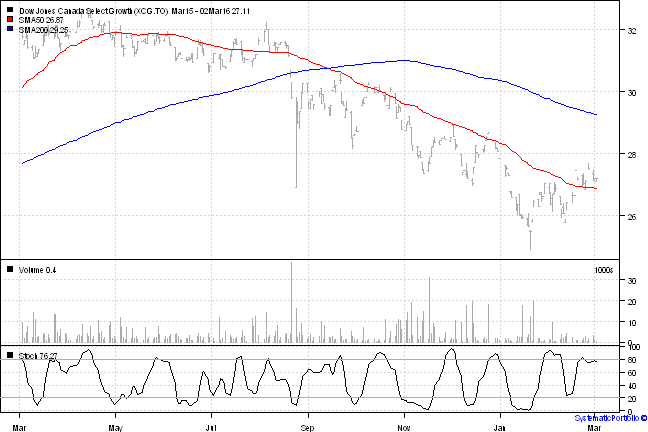 Dow Jones Canada Select Growth (XCG.TO) Mar15 - 02Mar16 27.11
SMA50 26.87
SMA200 29.25
32
30
28
26
Volume 0.4
1000s
30
20
10
0
Stoch 76.27
100
80
60
40
20
0
Mar May Jul Sep Nov Jan Mar
SystematicPortfolio ©